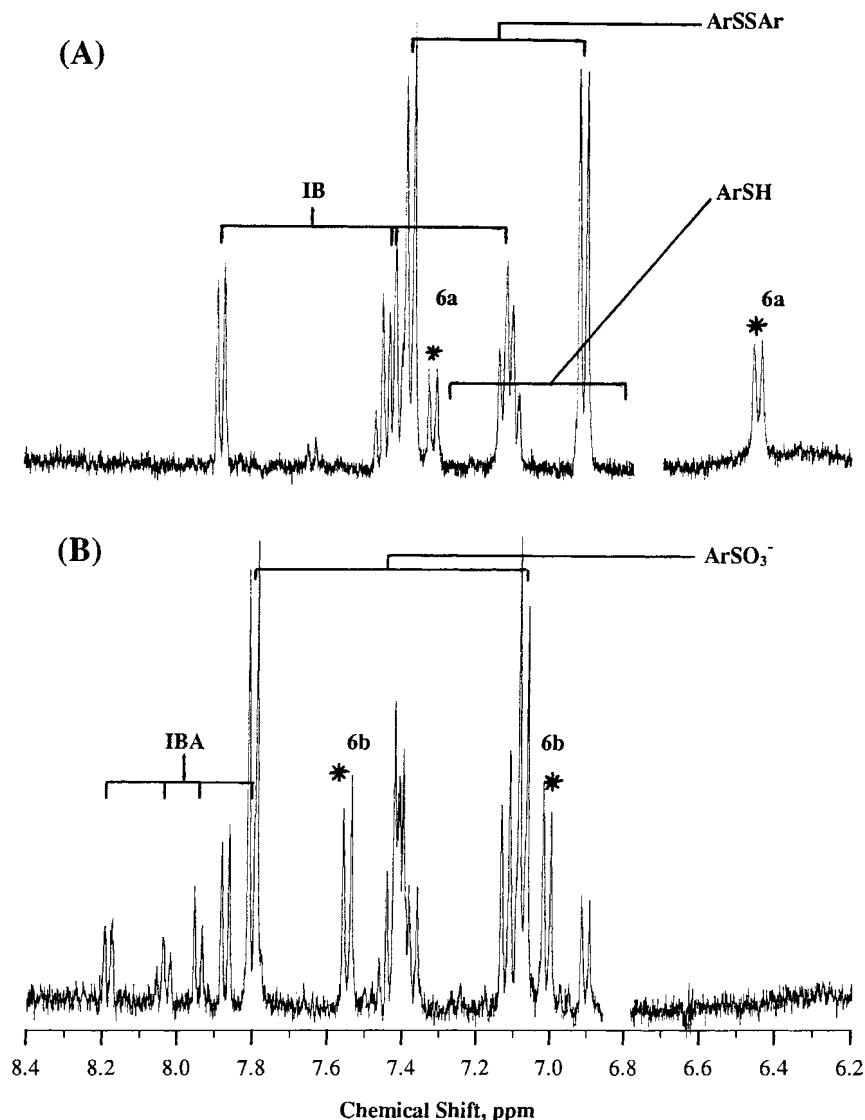 (A)
ArSSAr
IB
ArSH
6a
6a
(B)
ArSO₃⁻
IBA
6b
6b
8.4 8.2 8.0 7.8 7.6 7.4 7.2 7.0 6.8 6.6 6.4 6.2
Chemical Shift, ppm